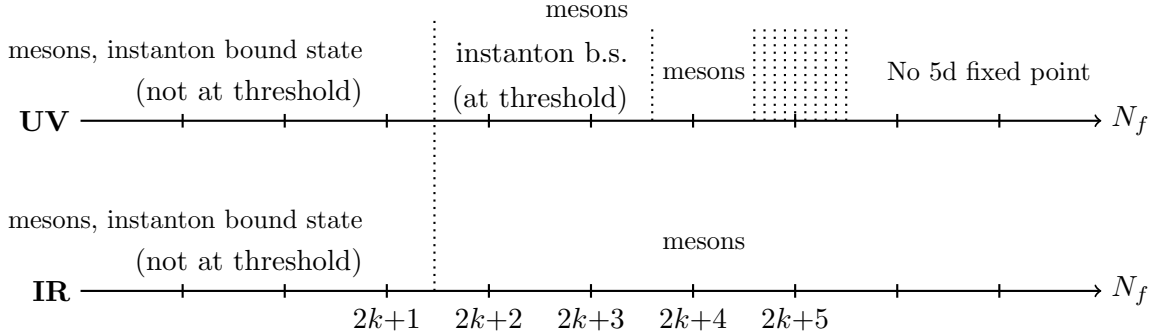 mesons
mesons, instanton bound state
(not at threshold)
instanton b.s.
(at threshold)
mesons
No 5d fixed point
UV
N_f
mesons, instanton bound state
(not at threshold)
mesons
IR
N_f
2k+1 2k+2 2k+3 2k+4 2k+5